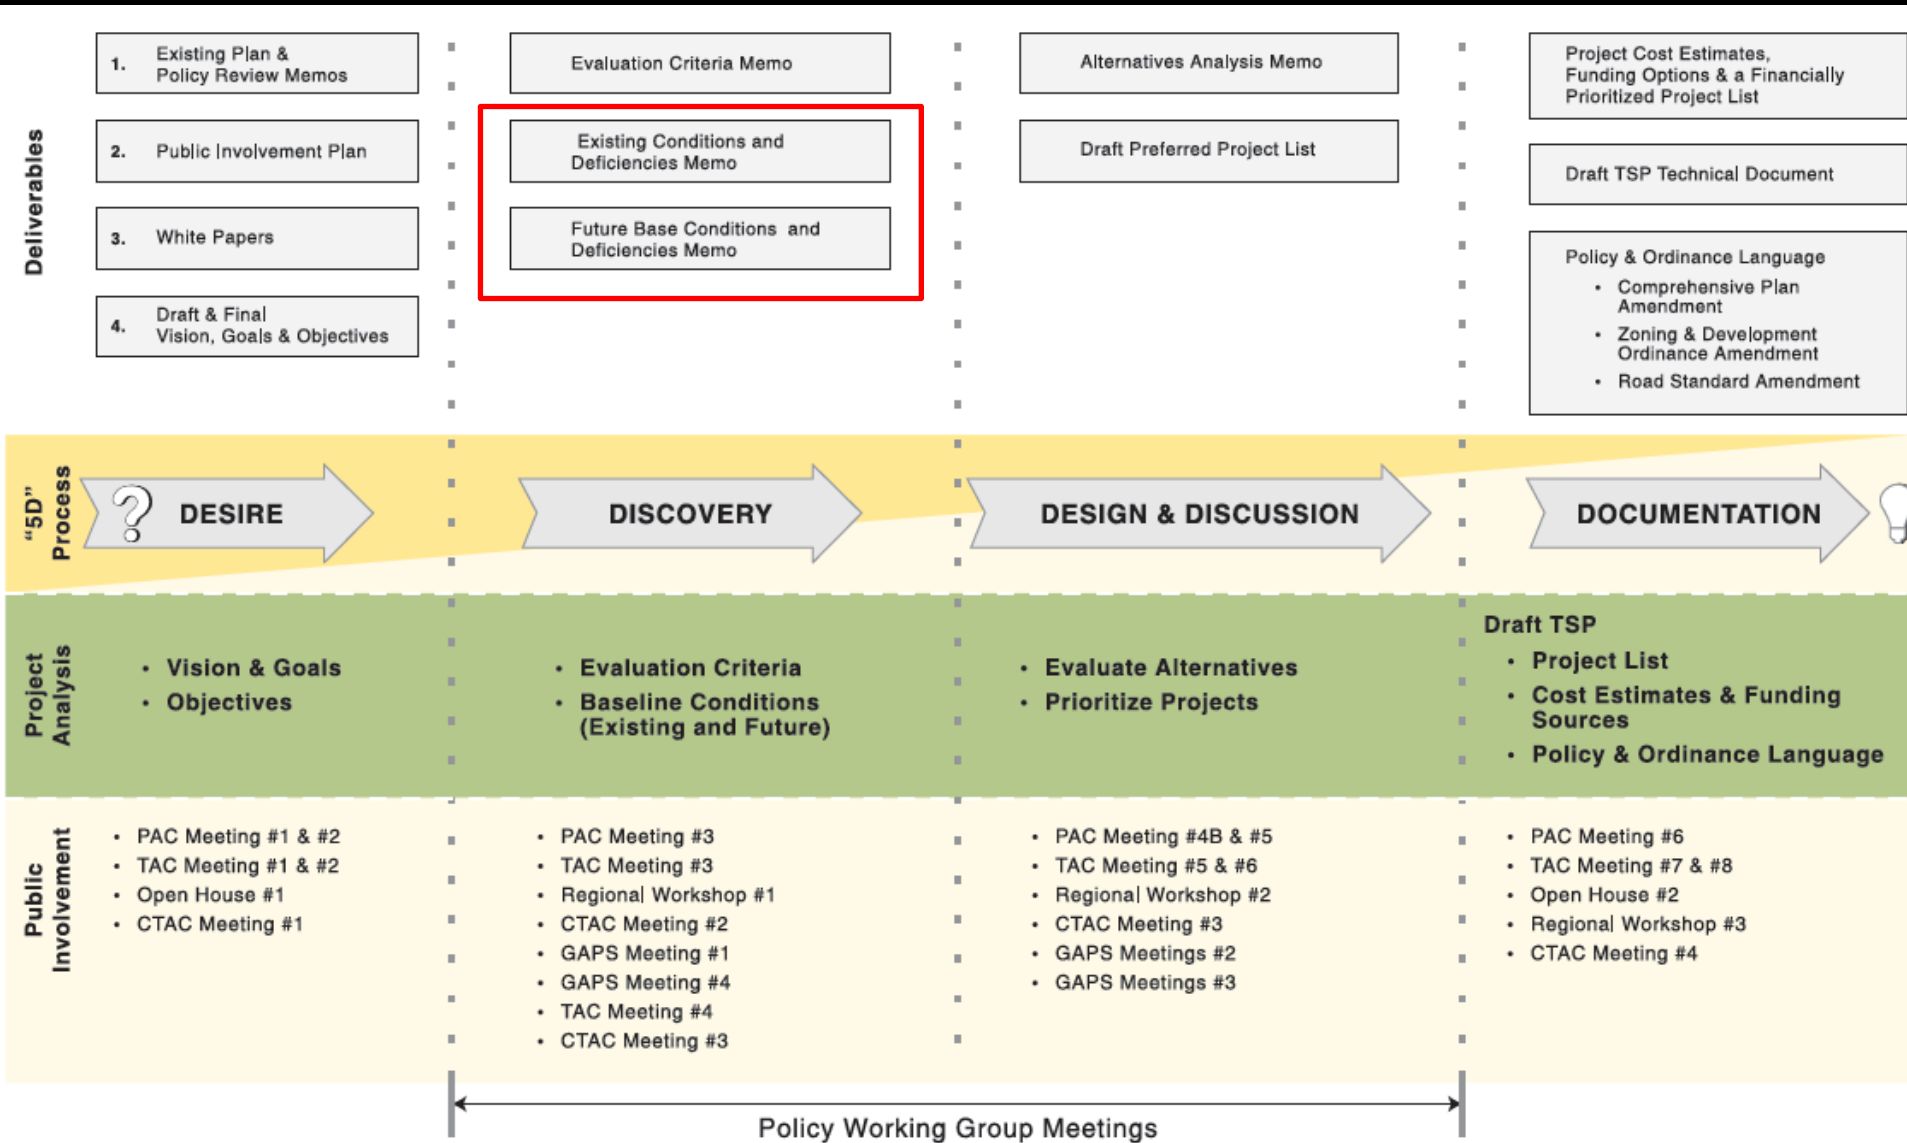 Deliverables
1. Existing Plan &
Policy Review Memos
2. Public Involvement Plan
3. White Papers
4. Draft & Final
Vision, Goals & Objectives
Evaluation Criteria Memo
Existing Conditions and
Deficiencies Memo
Future Base Conditions and
Deficiencies Memo
Alternatives Analysis Memo
Draft Preferred Project List
Project Cost Estimates,
Funding Options & a Financially
Prioritized Project List
Draft TSP Technical Document
Policy & Ordinance Language
• Comprehensive Plan
Amendment
• Zoning & Development
Ordinance Amendment
• Road Standard Amendment
"5D"
Process
? DESIRE
DISCOVERY
DESIGN & DISCUSSION
DOCUMENTATION
Project
Analysis
• Vision & Goals
• Objectives
• Evaluation Criteria
• Baseline Conditions
(Existing and Future)
• Evaluate Alternatives
• Prioritize Projects
Draft TSP
• Project List
• Cost Estimates & Funding
Sources
• Policy & Ordinance Language
Public
Involvement
• PAC Meeting #1 & #2
• TAC Meeting #1 & #2
• Open House #1
• CTAC Meeting #1
• PAC Meeting #3
• TAC Meeting #3
• Regional Workshop #1
• CTAC Meeting #2
• GAPS Meeting #1
• GAPS Meeting #4
• TAC Meeting #4
• CTAC Meeting #3
• PAC Meeting #4B & #5
• TAC Meeting #5 & #6
• Regional Workshop #2
• CTAC Meeting #3
• GAPS Meetings #2
• GAPS Meetings #3
• PAC Meeting #6
• TAC Meeting #7 & #8
• Open House #2
• Regional Workshop #3
• CTAC Meeting #4
Policy Working Group Meetings